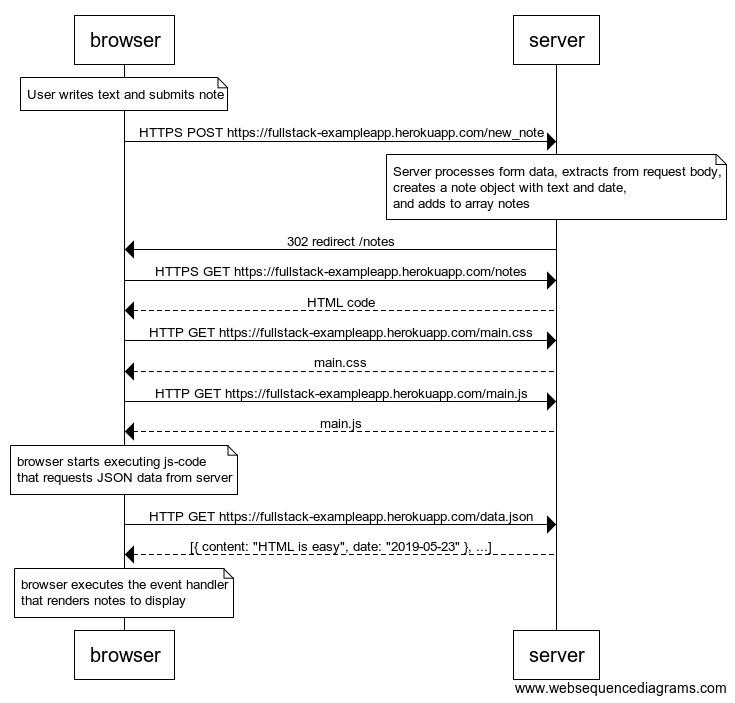 browser
server
User writes text and submits note
HTTPS POST https://fullstack-exampleapp.herokuapp.com/new_note
Server processes form data, extracts from request body,
creates a note object with text and date,
and adds to array notes
302 redirect /notes
HTTPS GET https://fullstack-exampleapp.herokuapp.com/notes
HTML code
HTTP GET https://fullstack-exampleapp.herokuapp.com/main.css
main.css
HTTP GET https://fullstack-exampleapp.herokuapp.com/main.js
main.js
browser starts executing js-code
that requests JSON data from server
HTTP GET https://fullstack-exampleapp.herokuapp.com/data.json
[{ content: "HTML is easy", date: "2019-05-23" }, ...]
browser executes the event handler
that renders notes to display
browser
server
www.websequencediagrams.com